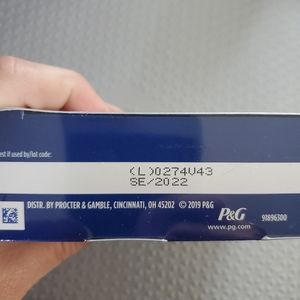 est if used by/lot code:
(L)0274V43
SE/2022
DISTR. BY PROCTER & GAMBLE, CINCINNATI, OH 45202 © 2019 P&G
P&G
www.pg.com
91896300